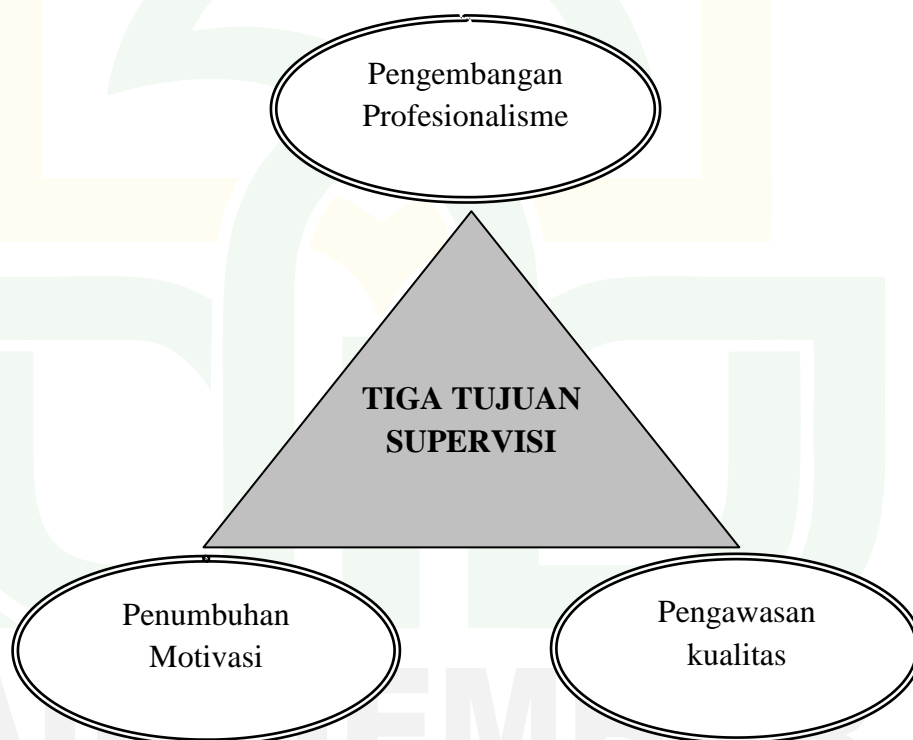 Pengembangan
Profesionalisme
TIGA TUJUAN
SUPERVISI
Penumbuhan
Motivasi
Pengawasan
kualitas